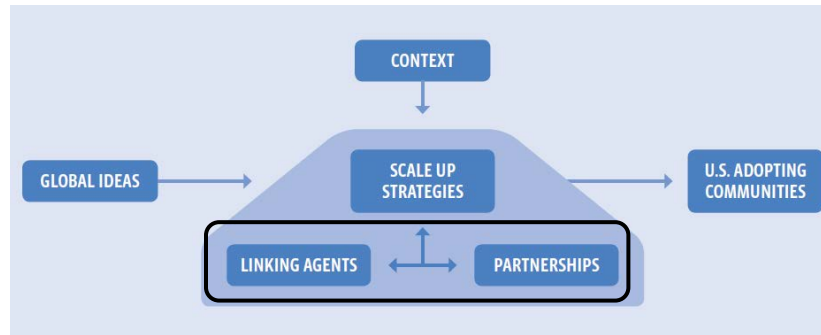 CONTEXT
GLOBAL IDEAS
SCALE UP
STRATEGIES
U.S. ADOPTING
COMMUNITIES
LINKING AGENTS
PARTNERSHIPS